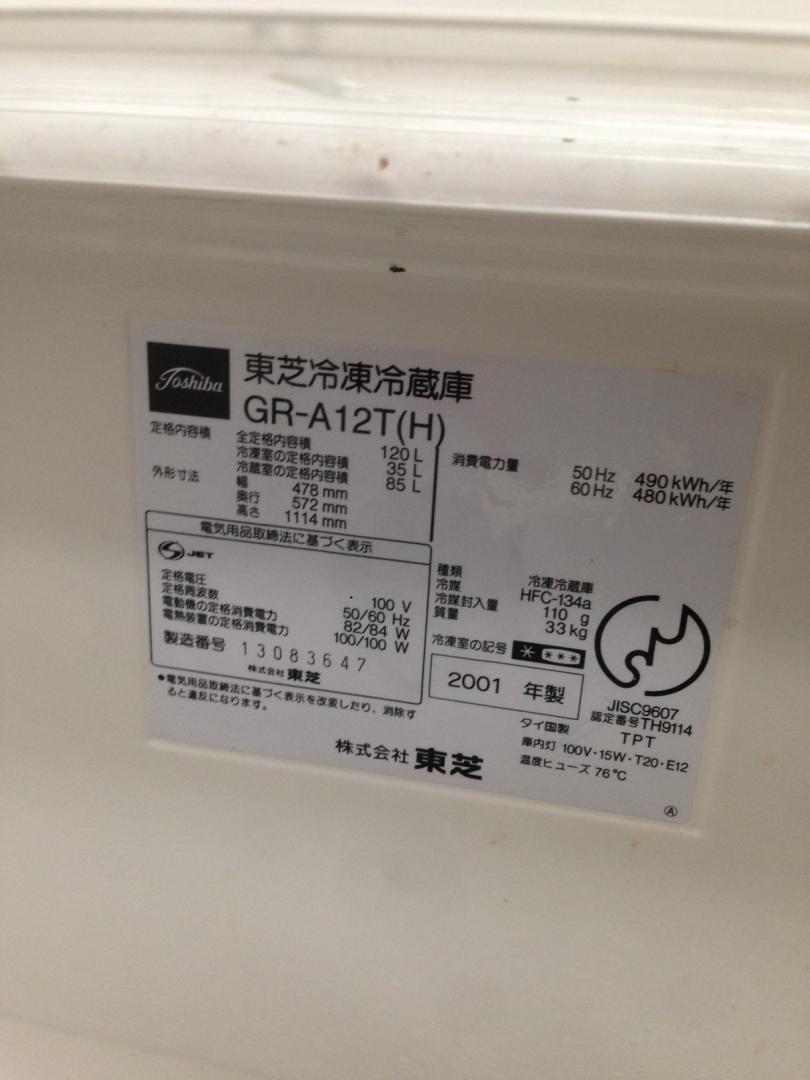 Toshiba
東芝冷凍冷蔵庫
GR-A12T(H)
定格内容積 全定格内容積 120 L
冷凍室の定格内容積 35 L
冷蔵室の定格内容積 85 L
外形寸法 幅 478 mm
奥行 572 mm
高さ 1114 mm
消費電力量 50 Hz 490 kWh/年
60 Hz 480 kWh/年
電気用品取締法に基づく表示
JET
定格電圧 100 V
定格周波数 50/60 Hz
電動機の定格消費電力 82/84 W
電熱装置の定格消費電力 100/100 W
製造番号 13083647
株式会社 東芝
●電気用品取締法に基づく表示を改変したり、消除す
ると違反になります。
種類 冷凍冷蔵庫
冷媒 HFC-134a
冷媒封入量 110 g
質量 33 kg
冷凍室の記号 * ***
2001 年製
JISC9607
認定番号TH9114
TPT
タイ国製
庫内灯 100V・15W・T20・E12
温度ヒューズ 76℃
株式会社 東芝
Ⓐ